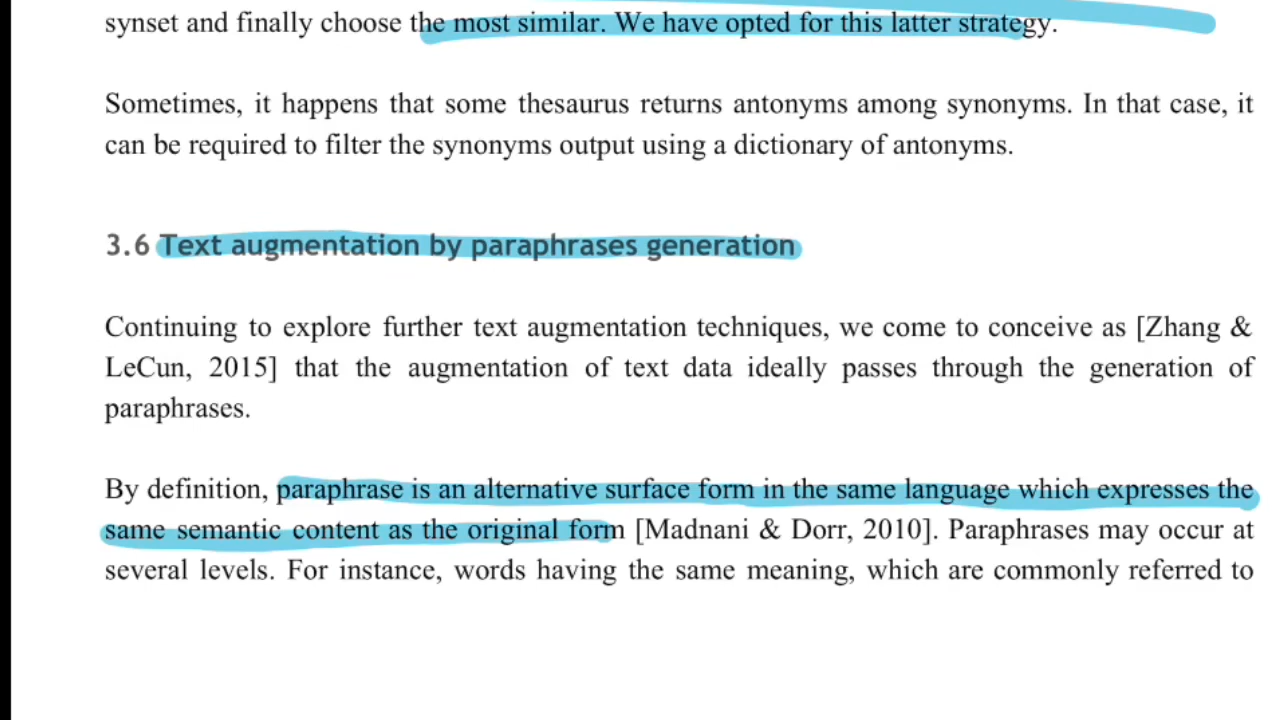 synset and finally choose the most similar. We have opted for this latter strategy.
Sometimes, it happens that some thesaurus returns antonyms among synonyms. In that case, it
can be required to filter the synonyms output using a dictionary of antonyms.
3.6 Text augmentation by paraphrases generation
Continuing to explore further text augmentation techniques, we come to conceive as [Zhang &
LeCun, 2015] that the augmentation of text data ideally passes through the generation of
paraphrases.
By definition, paraphrase is an alternative surface form in the same language which expresses the
same semantic content as the original form [Madnani & Dorr, 2010]. Paraphrases may occur at
several levels. For instance, words having the same meaning, which are commonly referred to